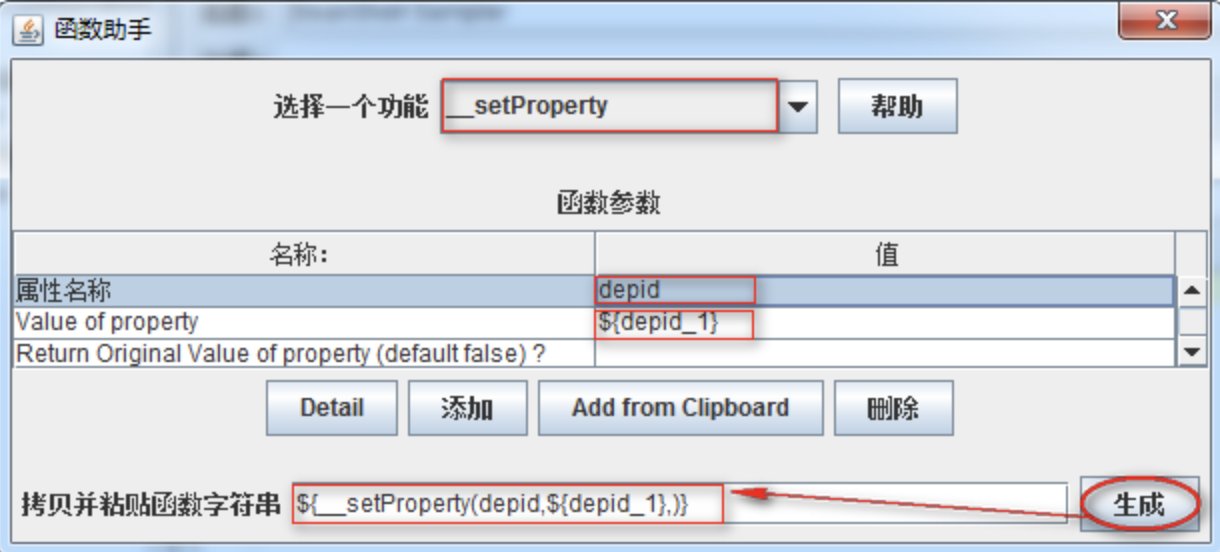 函数助手
选择一个功能 __setProperty 帮助
函数参数
名称: 值
属性名称 depid
Value of property ${depid_1}
Return Original Value of property (default false) ?
Detail 添加 Add from Clipboard 删除
拷贝并粘贴函数字符串 ${__setProperty(depid,${depid_1},)} 生成